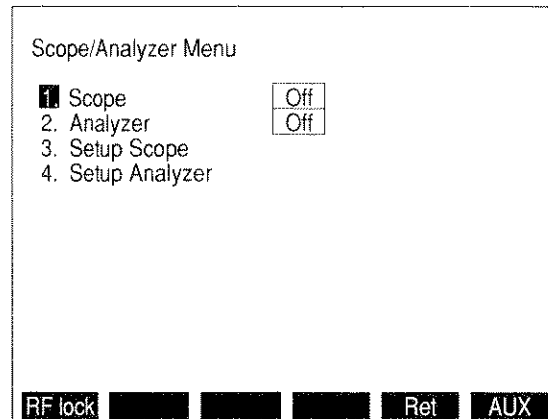 Scope/Analyzer Menu
1. Scope Off
2. Analyzer Off
3. Setup Scope
4. Setup Analyzer
RF lock Ret AUX